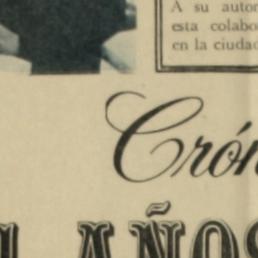 A su autor
esta colabo
en la ciudad
Crón
AÑOS